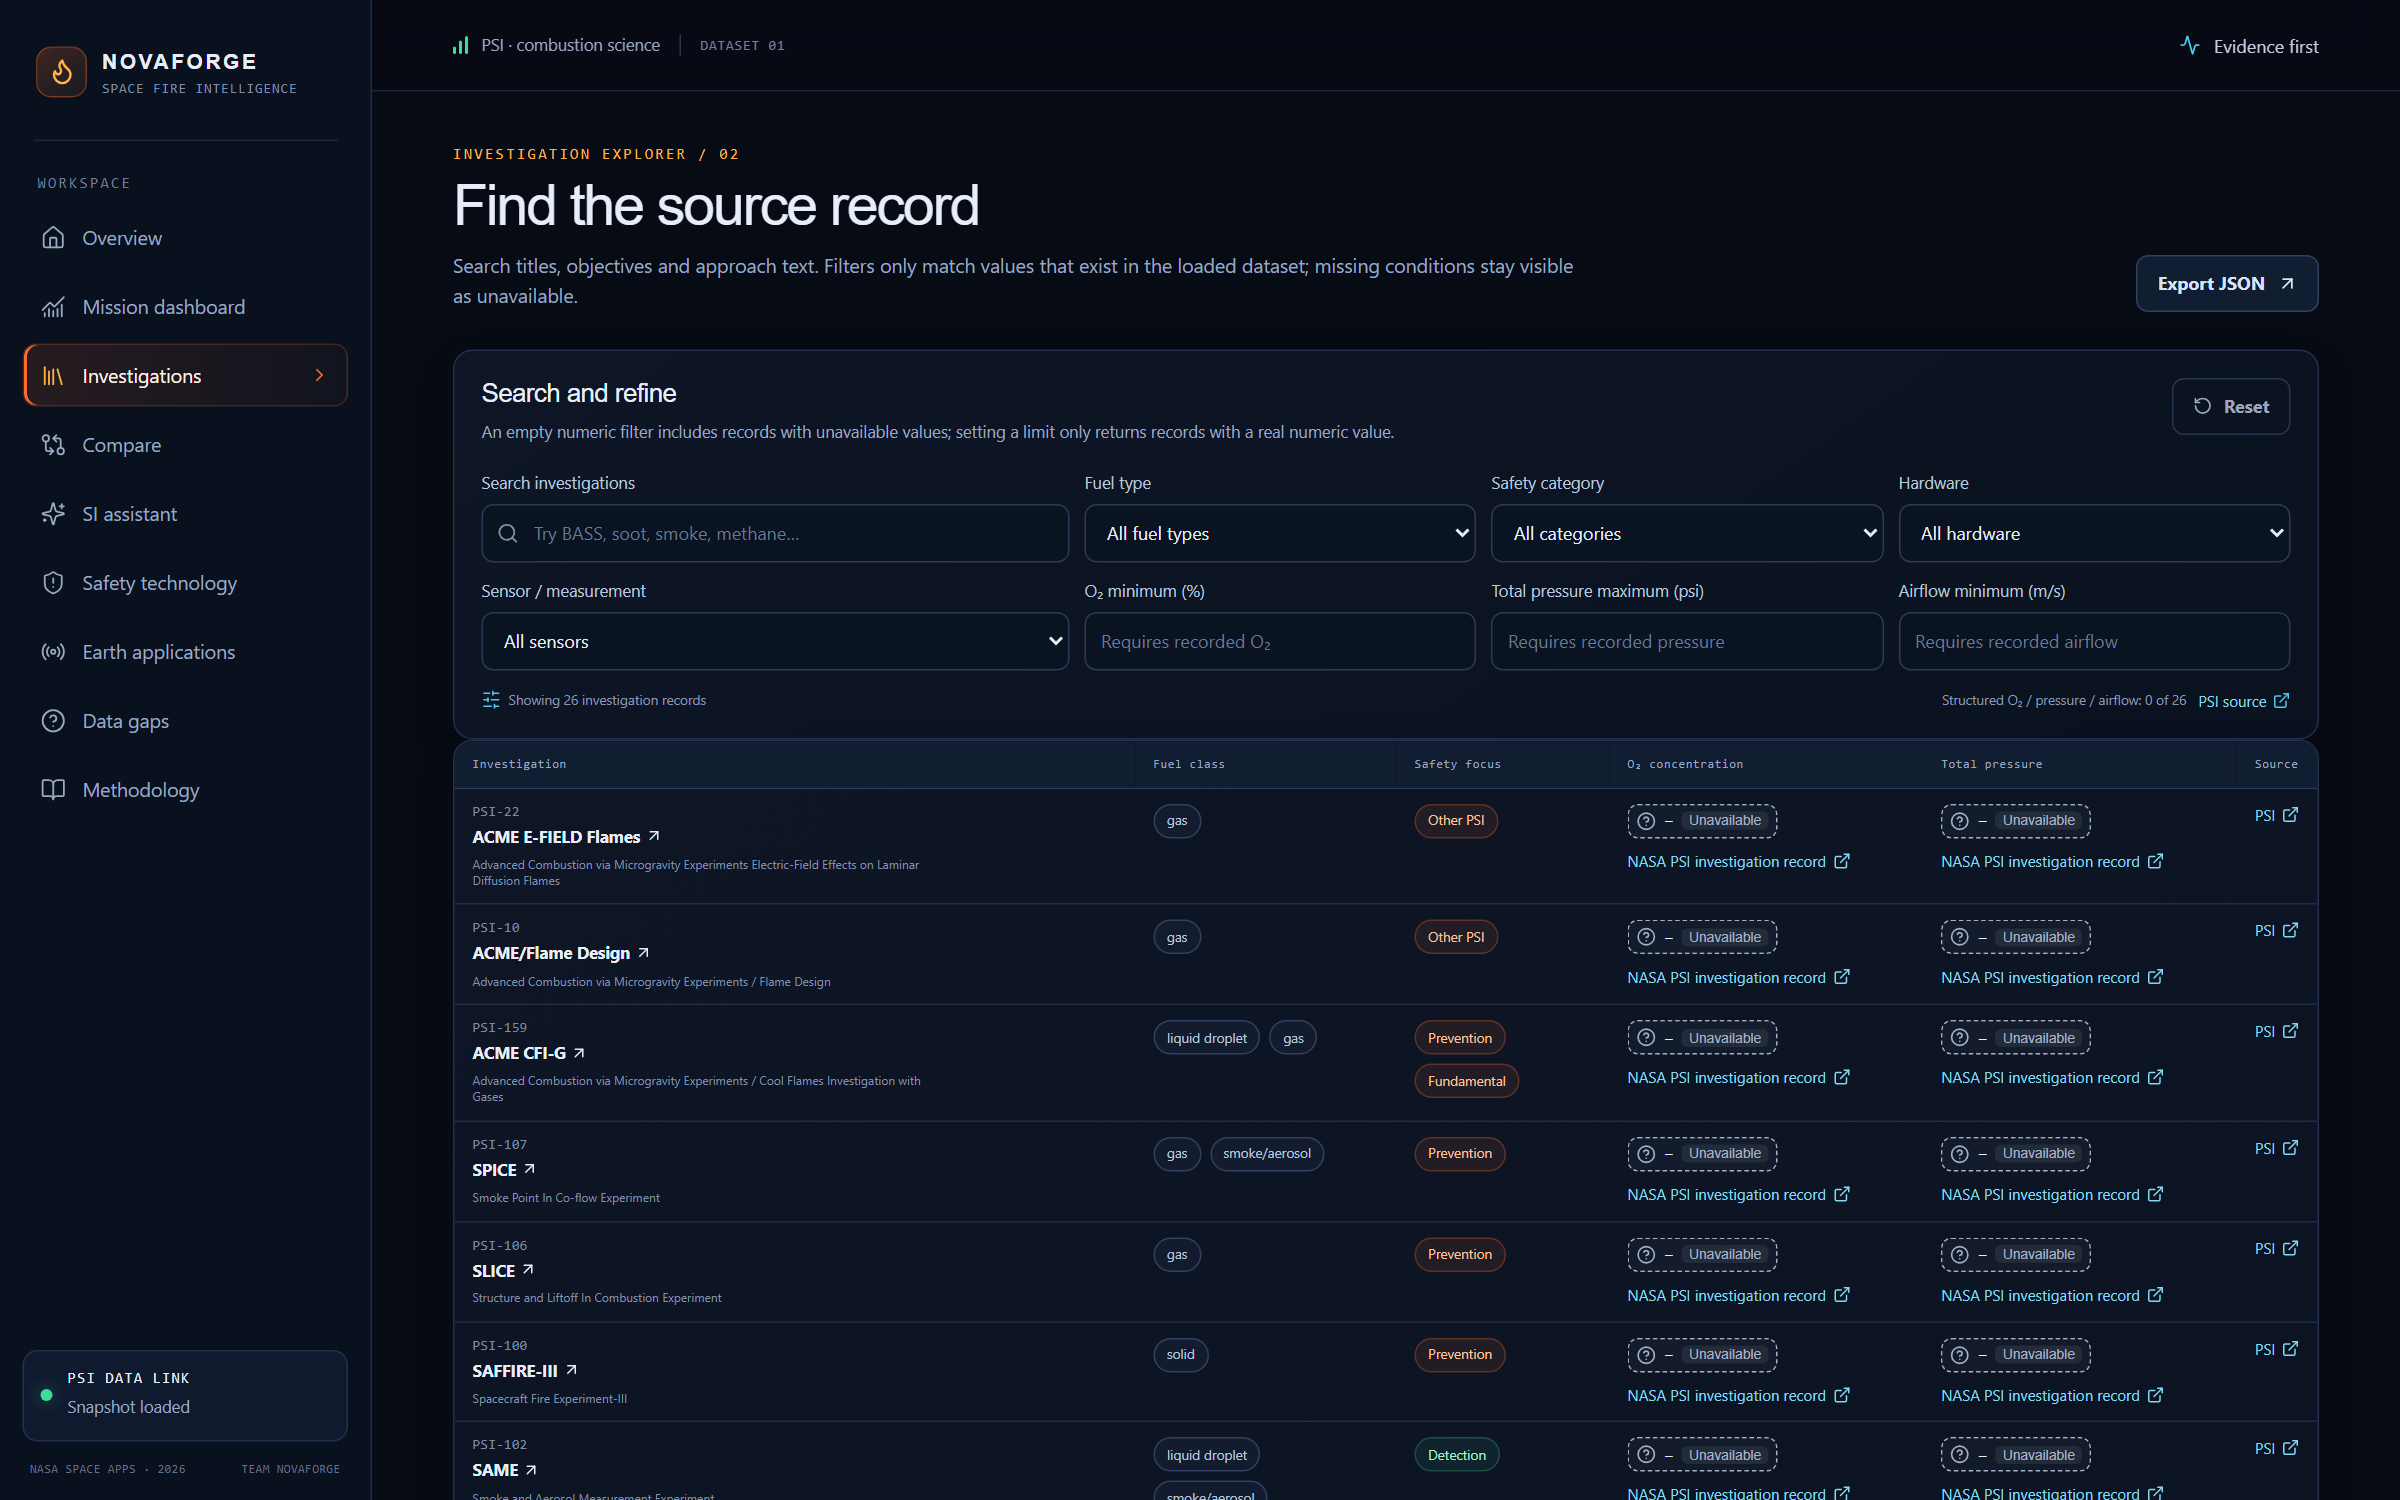 NOVAFORGE
SPACE FIRE INTELLIGENCE
WORKSPACE
Overview
Mission dashboard
Investigations
Compare
SI assistant
Safety technology
Earth applications
Data gaps
Methodology
PSI DATA LINK
Snapshot loaded
NASA SPACE APPS · 2026 TEAM NOVAFORGE
PSI · combustion science DATASET 01
Evidence first
INVESTIGATION EXPLORER / 02
Find the source record
Search titles, objectives and approach text. Filters only match values that exist in the loaded dataset; missing conditions stay visible
as unavailable.
Export JSON
Search and refine
An empty numeric filter includes records with unavailable values; setting a limit only returns records with a real numeric value.
Reset
Search investigations Fuel type Safety category Hardware
Try BASS, soot, smoke, methane... All fuel types All categories All hardware
Sensor / measurement O₂ minimum (%) Total pressure maximum (psi) Airflow minimum (m/s)
All sensors Requires recorded O₂ Requires recorded pressure Requires recorded airflow
Showing 26 investigation records Structured O₂ / pressure / airflow: 0 of 26 PSI source
Investigation Fuel class Safety focus O₂ concentration Total pressure Source
PSI-22
ACME E-FIELD Flames gas Other PSI – Unavailable – Unavailable PSI
Advanced Combustion via Microgravity Experiments Electric-Field Effects on Laminar
Diffusion Flames
NASA PSI investigation record NASA PSI investigation record
PSI-10
ACME/Flame Design gas Other PSI – Unavailable – Unavailable PSI
Advanced Combustion via Microgravity Experiments / Flame Design
NASA PSI investigation record NASA PSI investigation record
PSI-159
ACME CFI-G liquid droplet gas Prevention – Unavailable – Unavailable PSI
Fundamental
Advanced Combustion via Microgravity Experiments / Cool Flames Investigation with
Gases
NASA PSI investigation record NASA PSI investigation record
PSI-107
SPICE gas smoke/aerosol Prevention – Unavailable – Unavailable PSI
Smoke Point In Co-flow Experiment
NASA PSI investigation record NASA PSI investigation record
PSI-106
SLICE gas Prevention – Unavailable – Unavailable PSI
Structure and Liftoff In Combustion Experiment
NASA PSI investigation record NASA PSI investigation record
PSI-100
SAFFIRE-III solid Prevention – Unavailable – Unavailable PSI
Spacecraft Fire Experiment-III
NASA PSI investigation record NASA PSI investigation record
PSI-102
SAME liquid droplet Detection – Unavailable – Unavailable PSI
smoke/aerosol
Smoke and Aerosol Measurement Experiment
NASA PSI investigation record NASA PSI investigation record